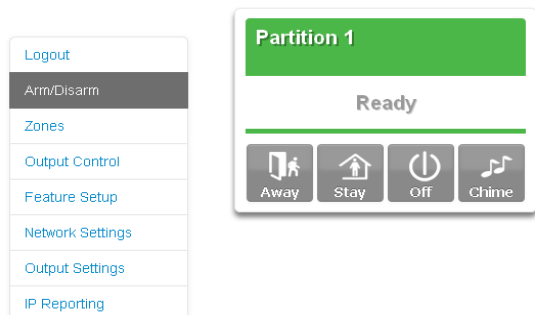 Logout
Arm/Disarm
Zones
Output Control
Feature Setup
Network Settings
Output Settings
IP Reporting
Partition 1
Ready
Away Stay Off Chime